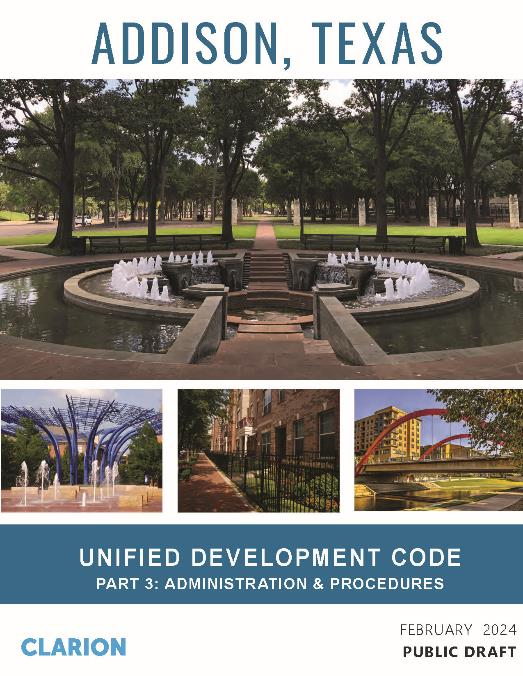 ADDISON, TEXAS
UNIFIED DEVELOPMENT CODE
PART 3: ADMINISTRATION & PROCEDURES
FEBRUARY 2024
CLARION
PUBLIC DRAFT